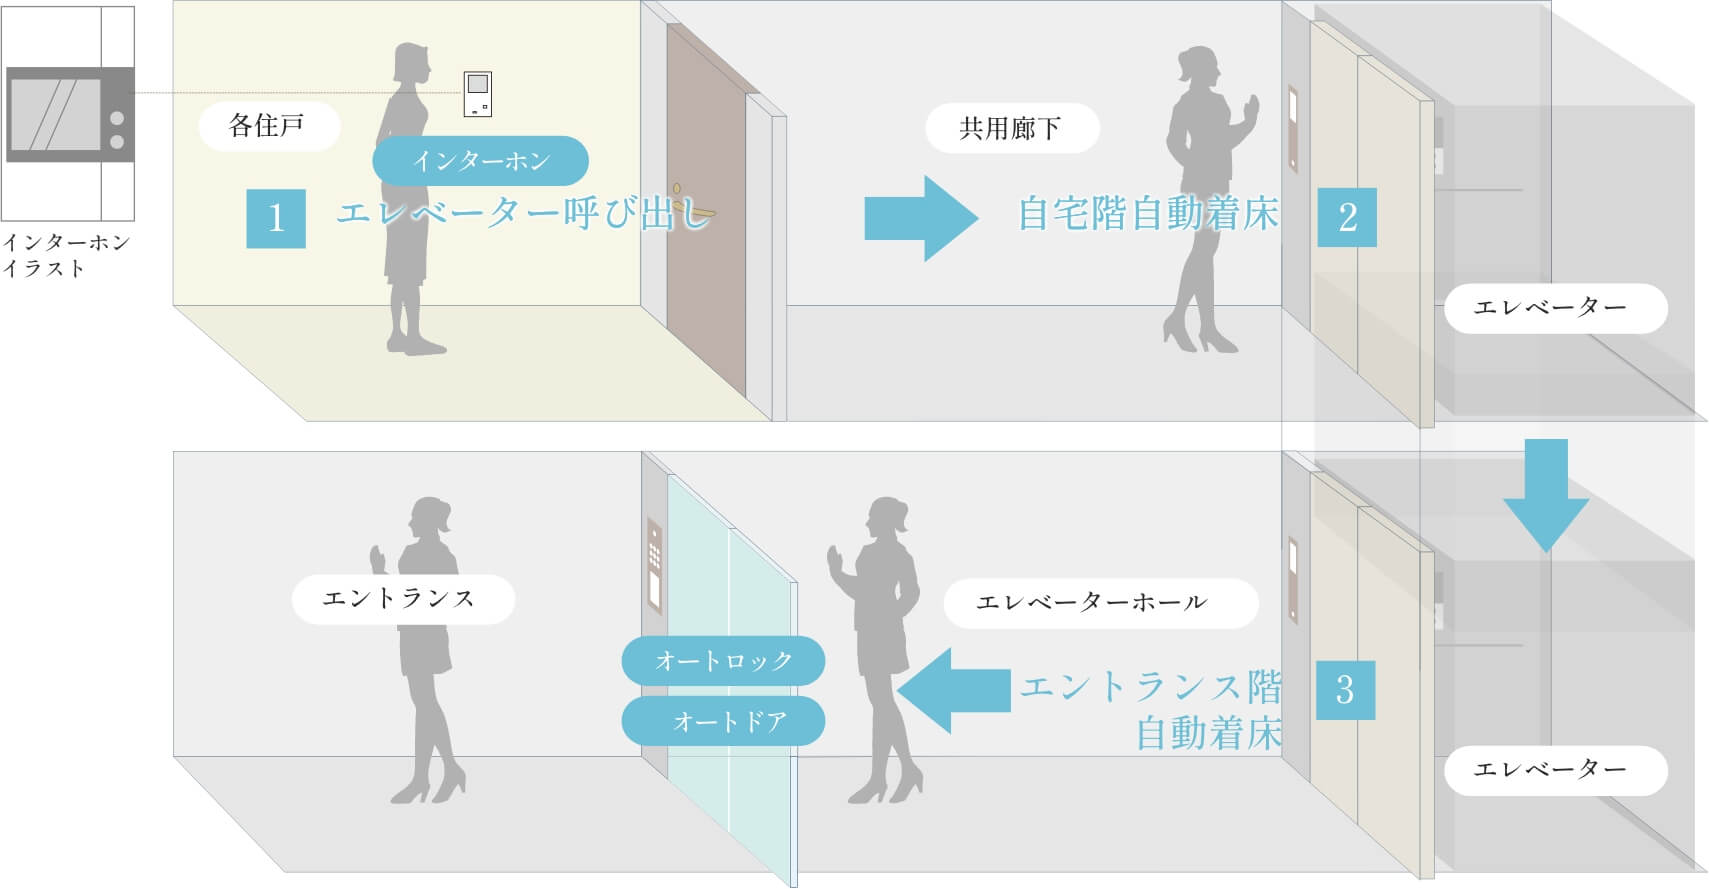 インターホン
イラスト
各住戸
インターホン
1
エレベーター呼び出し
共用廊下
自宅階自動着床
2
エレベーター
エントランス
オートロック
オートドア
エレベーターホール
エントランス階
自動着床
3
エレベーター